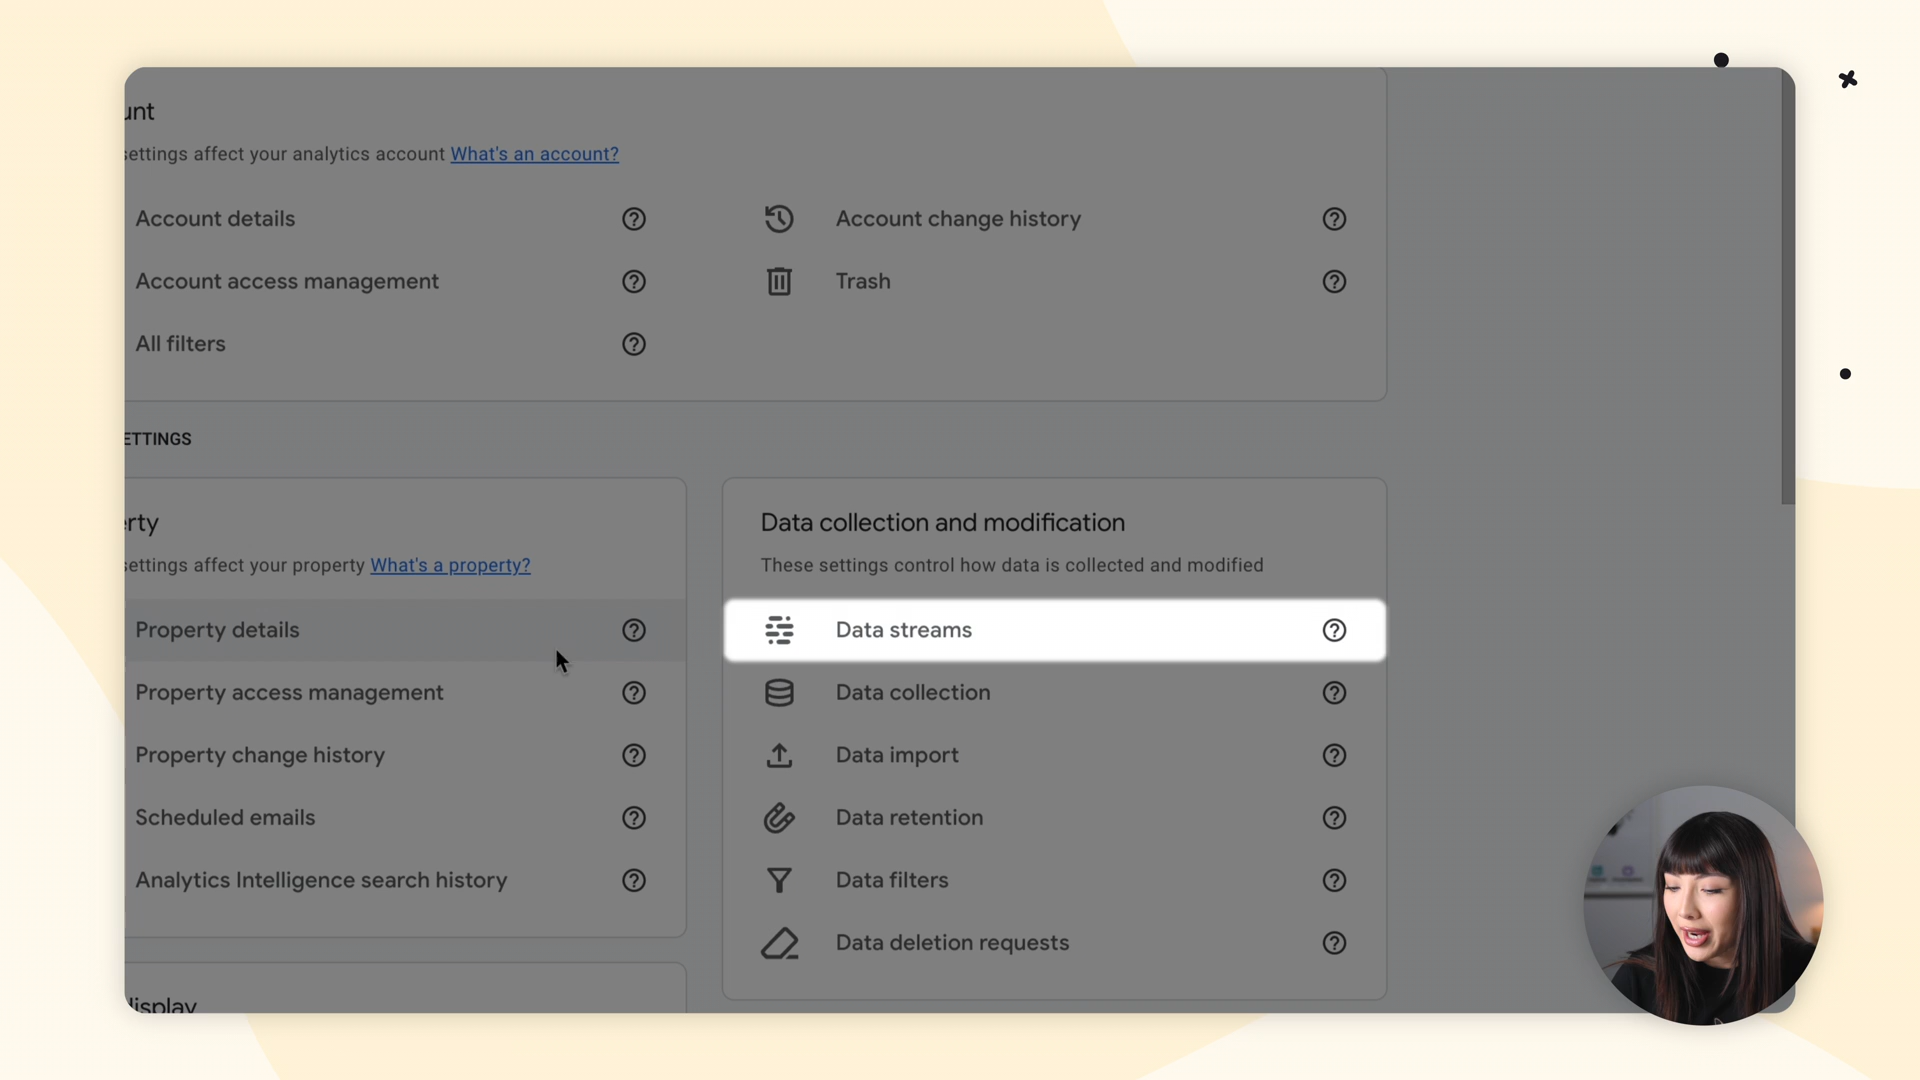 unt
settings affect your analytics account What's an account?
Account details
Account change history
Account access management
Trash
All filters
ETTINGS
erty
settings affect your property What's a property?
Property details
Property access management
Property change history
Scheduled emails
Analytics Intelligence search history
Data collection and modification
These settings control how data is collected and modified
Data streams
Data collection
Data import
Data retention
Data filters
Data deletion requests
display